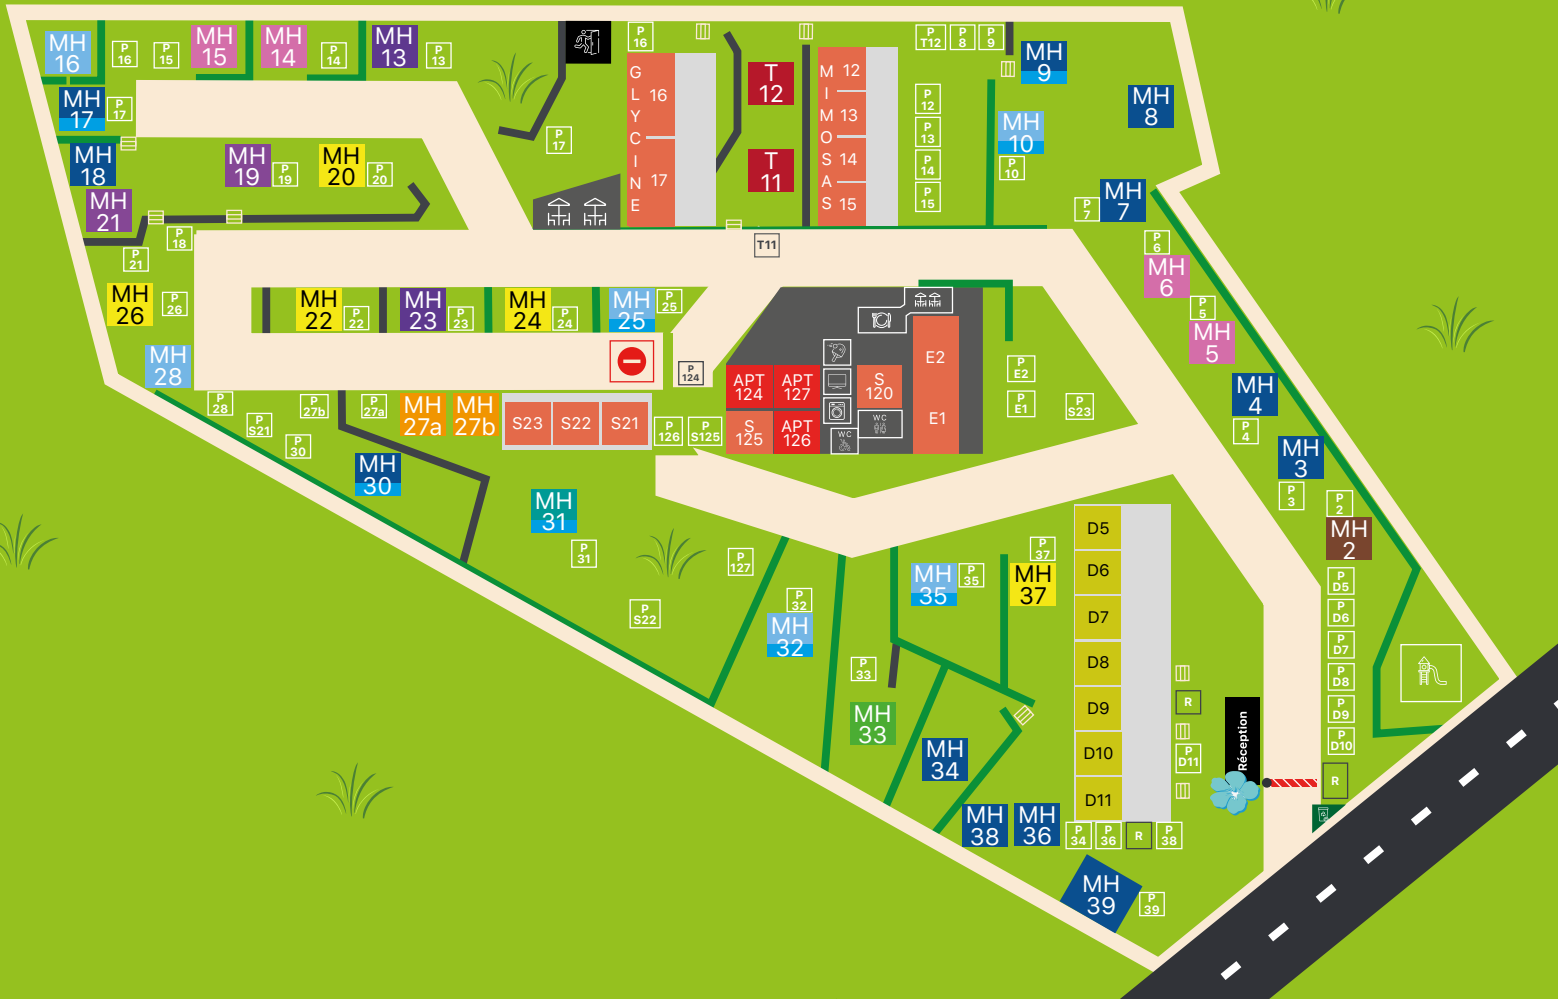 MH
16
P
16
P
15
MH
15
MH
14
P
14
MH
13
P
13
P
16
P
T12
P
8
P
9
MH
9
MH
17
P
17
G
L
Y
C
I
N
E
16
17
T
12
T
11
M
I
M
O
S
A
S
12
13
14
15
P
12
P
13
P
14
P
15
MH
10
P
10
MH
8
P
17
MH
18
MH
19
P
19
MH
20
P
20
MH
21
P
18
P
21
P
7
MH
7
P
6
MH
6
T11
MH
26
P
26
MH
22
P
22
MH
23
P
23
MH
24
P
24
MH
25
P
25
P
5
MH
5
MH
28
P
124
APT
124
APT
127
S
120
E2
E1
P
E2
P
E1
P
S23
MH
4
P
4
P
28
P
S21
P
30
P
27b
P
27a
MH
27a
MH
27b
S23
S22
S21
P
126
P
S125
S
125
APT
126
WC
WC
MH
3
P
3
P
2
MH
2
MH
30
MH
31
P
31
P
S22
P
127
P
32
MH
32
MH
35
P
35
P
37
MH
37
P
33
MH
33
MH
34
D5
D6
D7
D8
D9
D10
D11
R
P
D11
Réception
P
D5
P
D6
P
D7
P
D8
P
D9
P
D10
R
MH
38
MH
36
P
34
P
36
R
P
38
MH
39
P
39